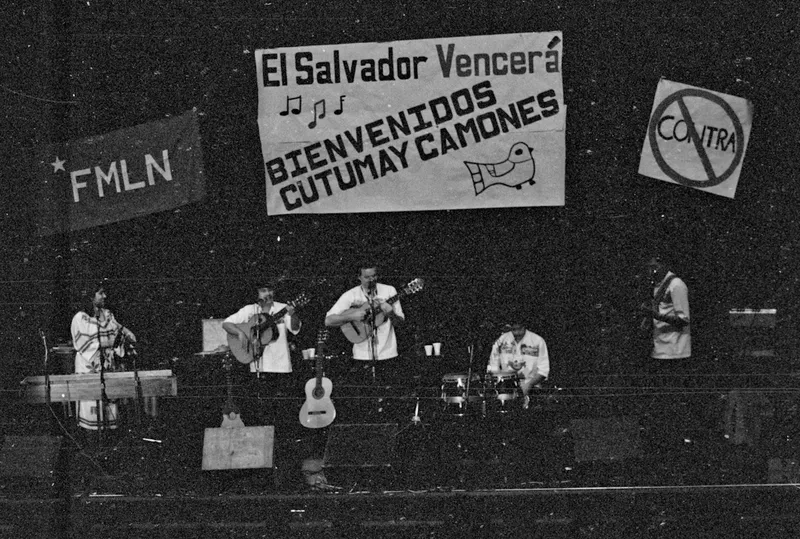 El Salvador Vencerá
BIENVENIDOS
CUTUMAY CAMONES
FMLN
CONTRA